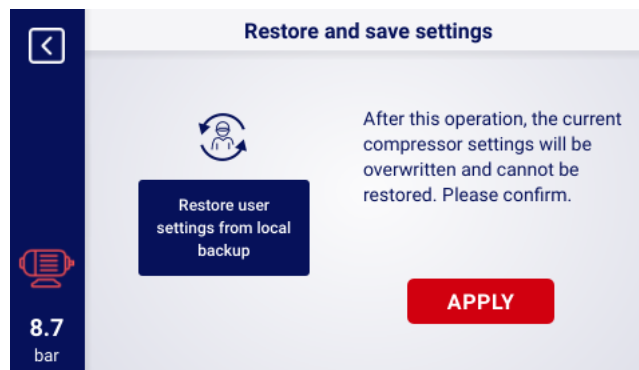 Restore and save settings
After this operation, the current
compressor settings will be
overwritten and cannot be
restored. Please confirm.
Restore user
settings from local
backup
APPLY
8.7
bar